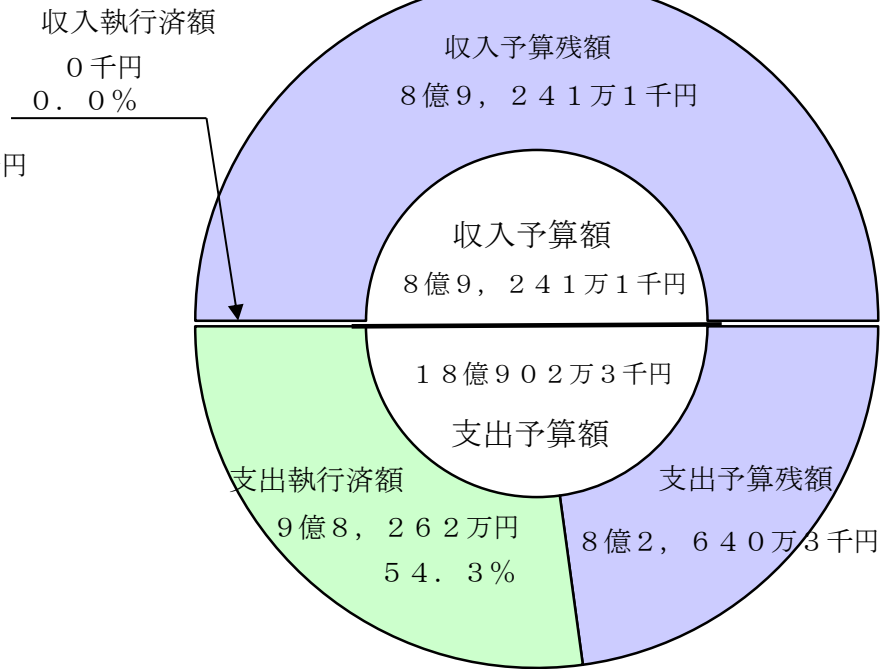 収入執行済額
０千円
０．０％
円
収入予算残額
８億９，２４１万１千円
収入予算額
８億９，２４１万１千円
１８億９０２万３千円
支出予算額
支出執行済額
９億８，２６２万円
５４．３％
支出予算残額
８億２，６４０万３千円